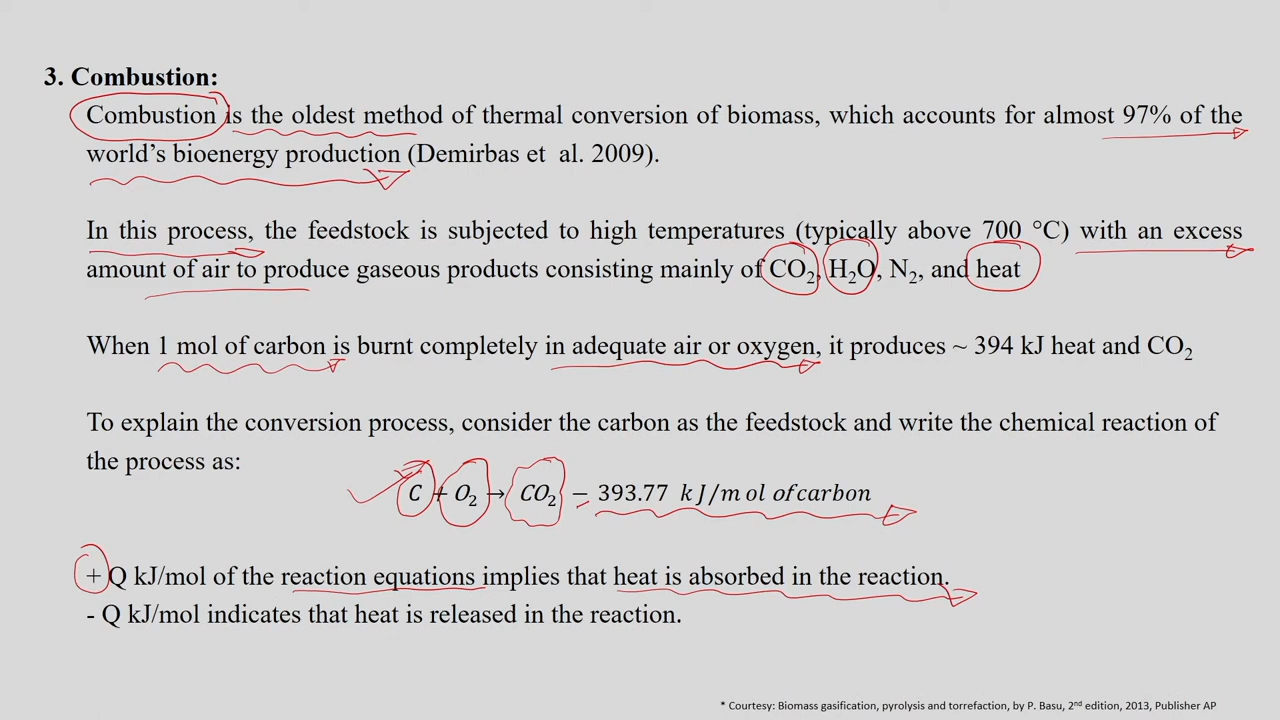 3. Combustion:
Combustion is the oldest method of thermal conversion of biomass, which accounts for almost 97% of the
world's bioenergy production (Demirbas et al. 2009).
In this process, the feedstock is subjected to high temperatures (typically above 700 °C) with an excess
amount of air to produce gaseous products consisting mainly of CO₂, H₂O, N₂, and heat
When 1 mol of carbon is burnt completely in adequate air or oxygen, it produces ~ 394 kJ heat and CO₂
To explain the conversion process, consider the carbon as the feedstock and write the chemical reaction of
the process as:
C + O₂ → CO₂ − 393.77 kJ/mol ofcarbon
+ Q kJ/mol of the reaction equations implies that heat is absorbed in the reaction.
- Q kJ/mol indicates that heat is released in the reaction.
* Courtesy: Biomass gasification, pyrolysis and torrefaction, by P. Basu, 2nd edition, 2013, Publisher AP